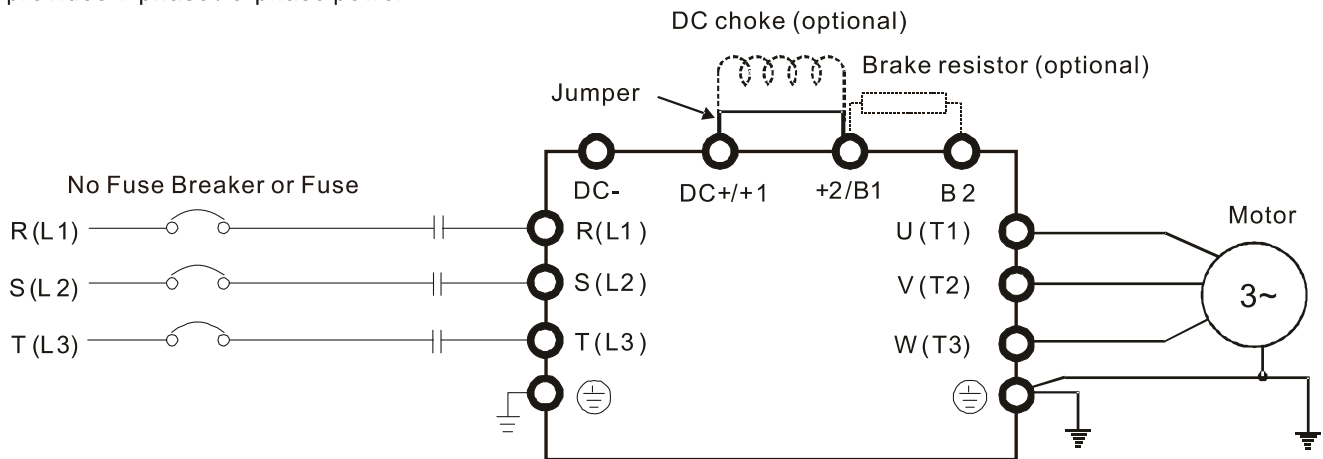 DC choke (optional)
Brake resistor (optional)
Jumper
No Fuse Breaker or Fuse
DC-
DC+/+1
+2/B1
B2
Motor
R(L1)
R(L1)
U(T1)
S(L2)
S(L2)
V(T2)
3~
T(L3)
T(L3)
W(T3)